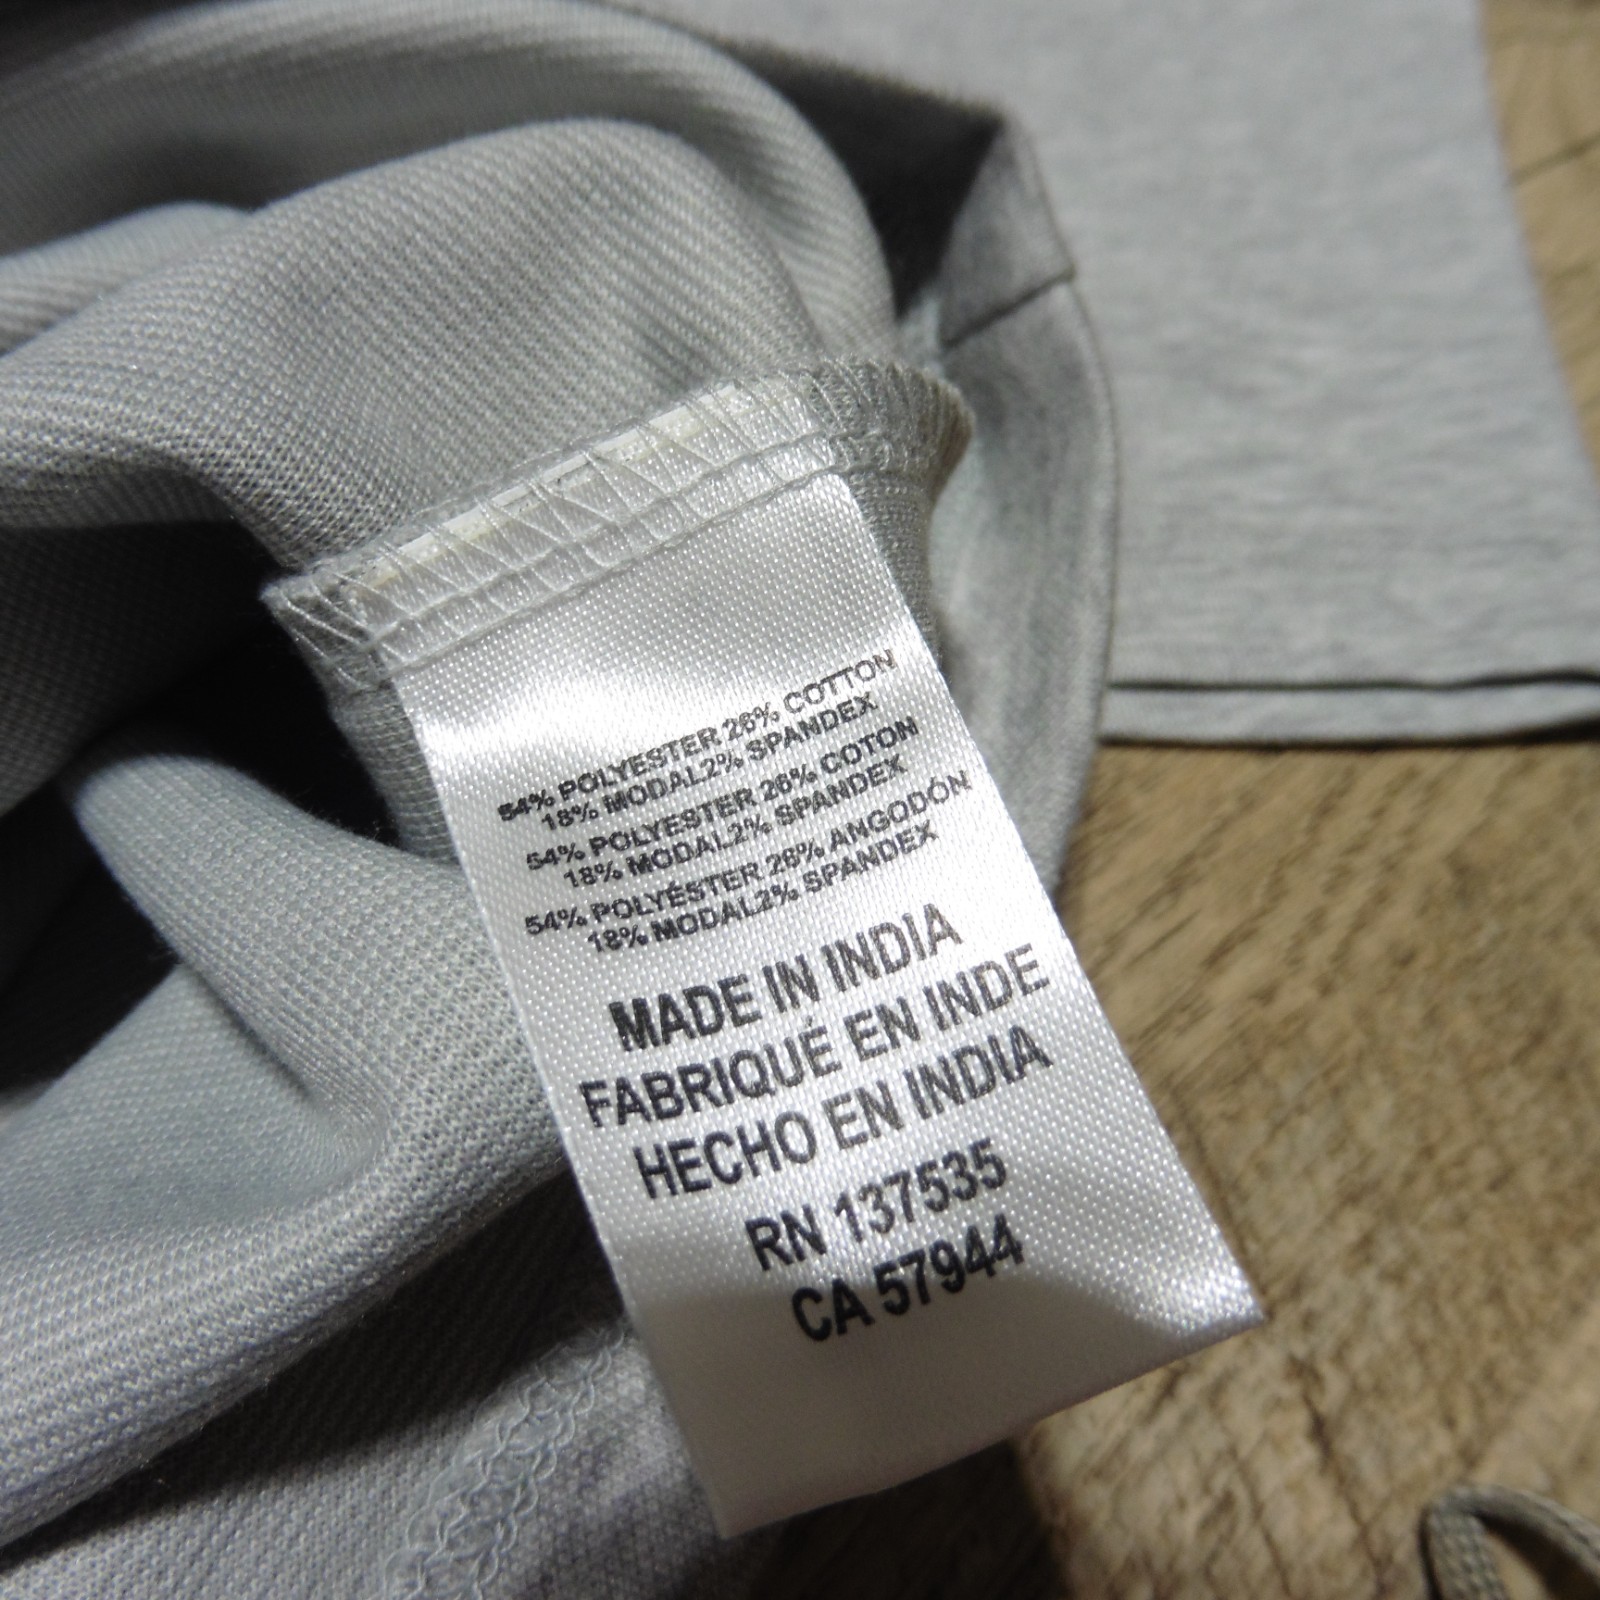 54% POLYESTER 26% COTTON
18% MODAL2% SPANDEX
54% POLYESTER 26% COTON
18% MODAL2% SPANDEX
54% POLYÉSTER 26% ANGODÓN
18% MODAL2% SPANDEX
MADE IN INDIA
FABRIQUÉ EN INDE
HECHO EN INDIA
RN 137535
CA 57944